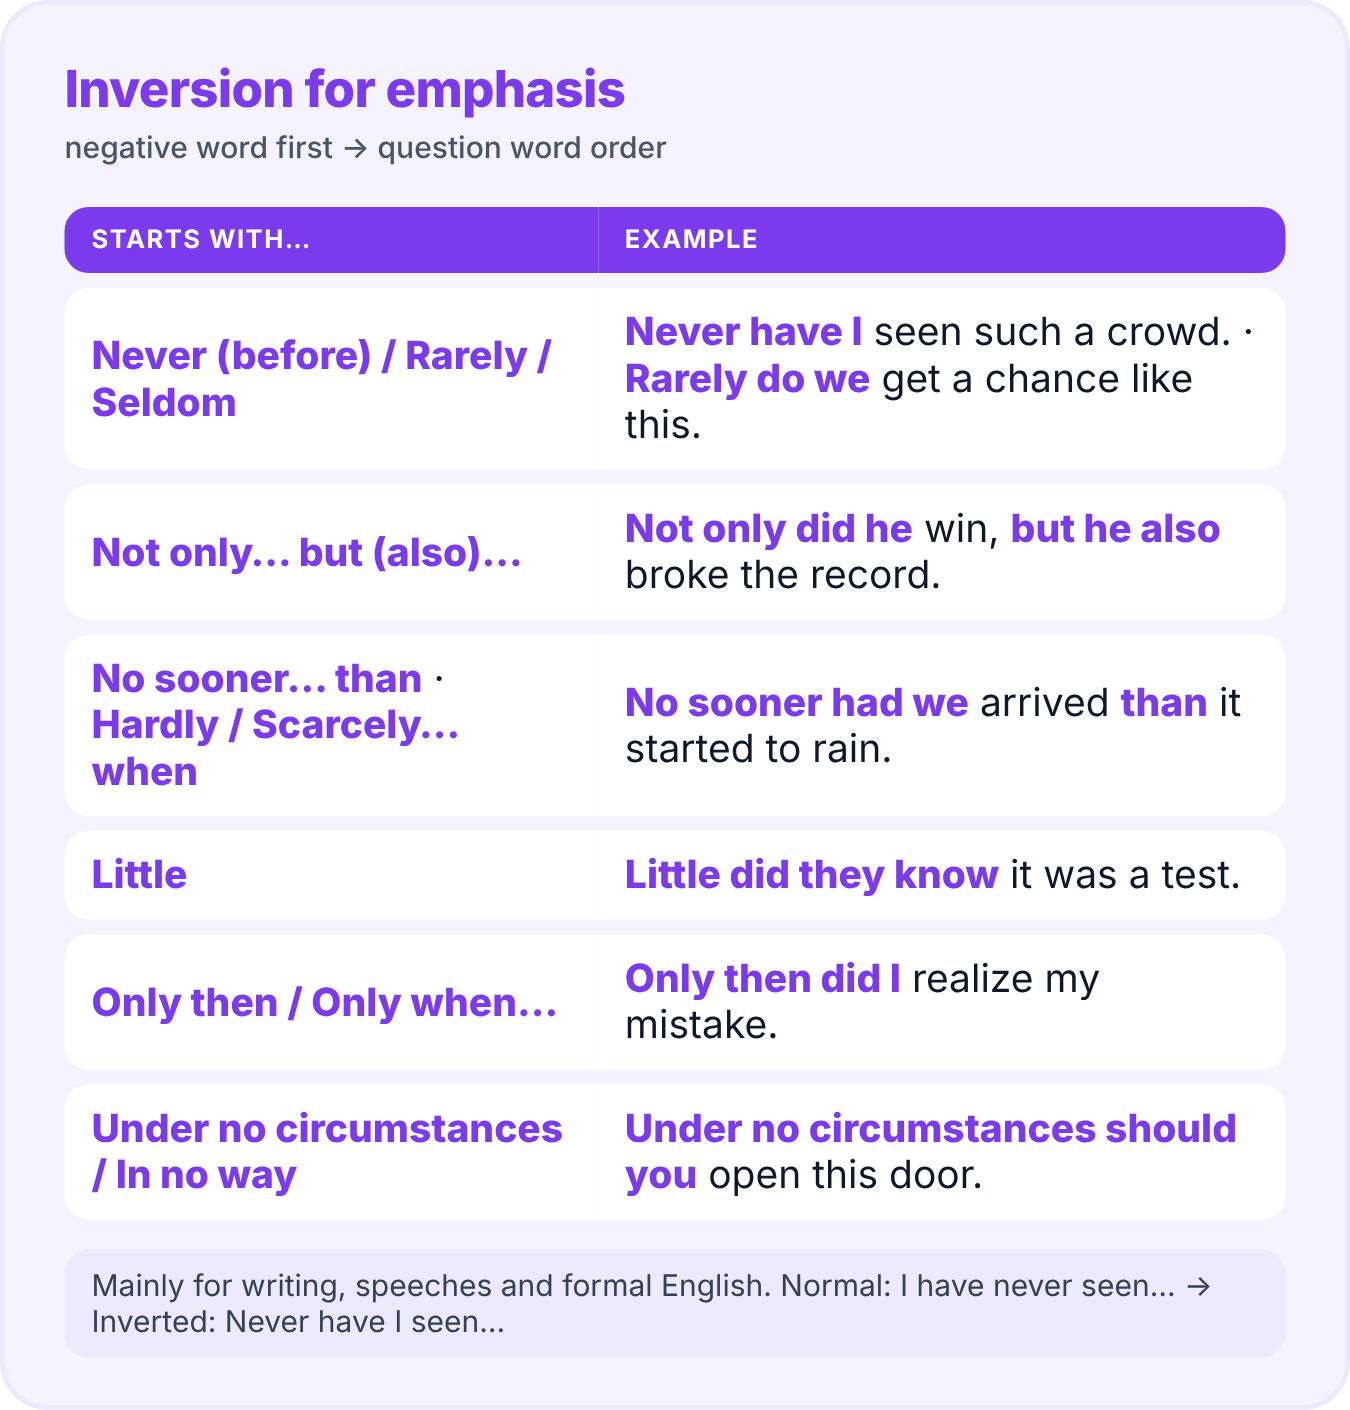 Inversion for emphasis
negative word first → question word order
STARTS WITH...
EXAMPLE
Never (before) / Rarely /
Seldom
Never have I seen such a crowd. ·
Rarely do we get a chance like
this.
Not only... but (also)...
Not only did he win, but he also
broke the record.
No sooner... than ·
Hardly / Scarcely...
when
No sooner had we arrived than it
started to rain.
Little
Little did they know it was a test.
Only then / Only when...
Only then did I realize my
mistake.
Under no circumstances
/ In no way
Under no circumstances should
you open this door.
Mainly for writing, speeches and formal English. Normal: I have never seen... →
Inverted: Never have I seen...